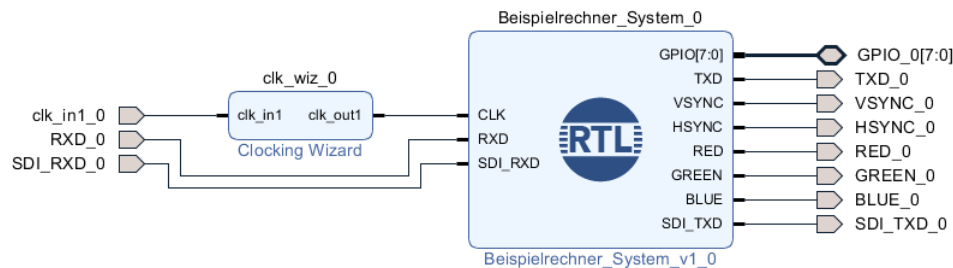 Beispielrechner_System_0
clk_wiz_0
clk_in1_0
RXD_0
SDI_RXD_0
clk_in1 clk_out1
Clocking Wizard
CLK
RXD
SDI_RXD
RTL
GPIO[7:0]
TXD
VSYNC
HSYNC
RED
GREEN
BLUE
SDI_TXD
GPIO_0[7:0]
TXD_0
VSYNC_0
HSYNC_0
RED_0
GREEN_0
BLUE_0
SDI_TXD_0
Beispielrechner_System_v1_0